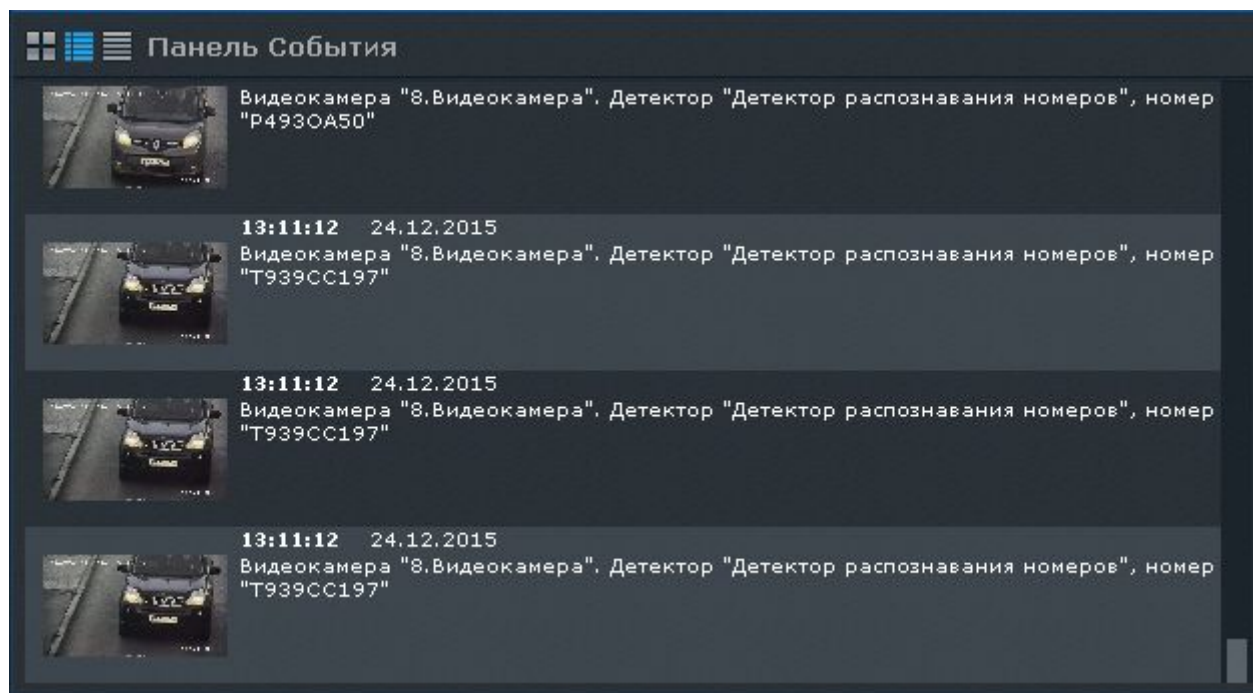 Панель События
Видеокамера "8.Видеокамера". Детектор "Детектор распознавания номеров", номер
"Р493ОА50"
13:11:12 24.12.2015
Видеокамера "8.Видеокамера". Детектор "Детектор распознавания номеров", номер
"Т939СС197"
13:11:12 24.12.2015
Видеокамера "8.Видеокамера". Детектор "Детектор распознавания номеров", номер
"Т939СС197"
13:11:12 24.12.2015
Видеокамера "8.Видеокамера". Детектор "Детектор распознавания номеров", номер
"Т939СС197"